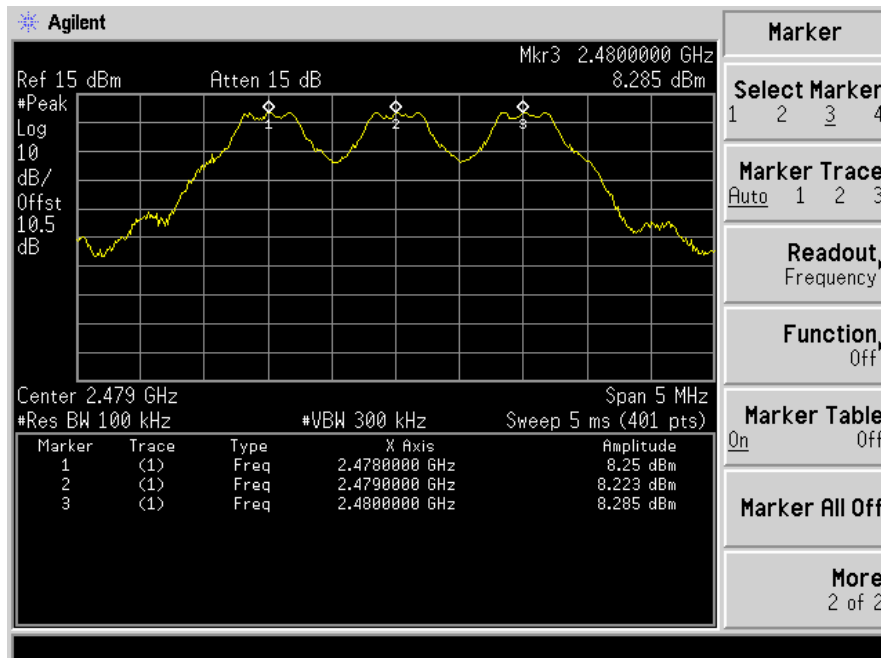 Agilent
Mkr3 2.4800000 GHz
Ref 15 dBm Atten 15 dB 8.285 dBm
#Peak
Log
10
dB/
Offst
10.5
dB
1 2 3
Center 2.479 GHz Span 5 MHz
#Res BW 100 kHz #VBW 300 kHz Sweep 5 ms (401 pts)
Marker Trace Type X Axis Amplitude
1 (1) Freq 2.4780000 GHz 8.25 dBm
2 (1) Freq 2.4790000 GHz 8.223 dBm
3 (1) Freq 2.4800000 GHz 8.285 dBm
Marker
Select Marker
1 2 3 4
Marker Trace
Auto 1 2 3
Readout
Frequency
Function
Off
Marker Table
On Off
Marker All Off
More
2 of 2